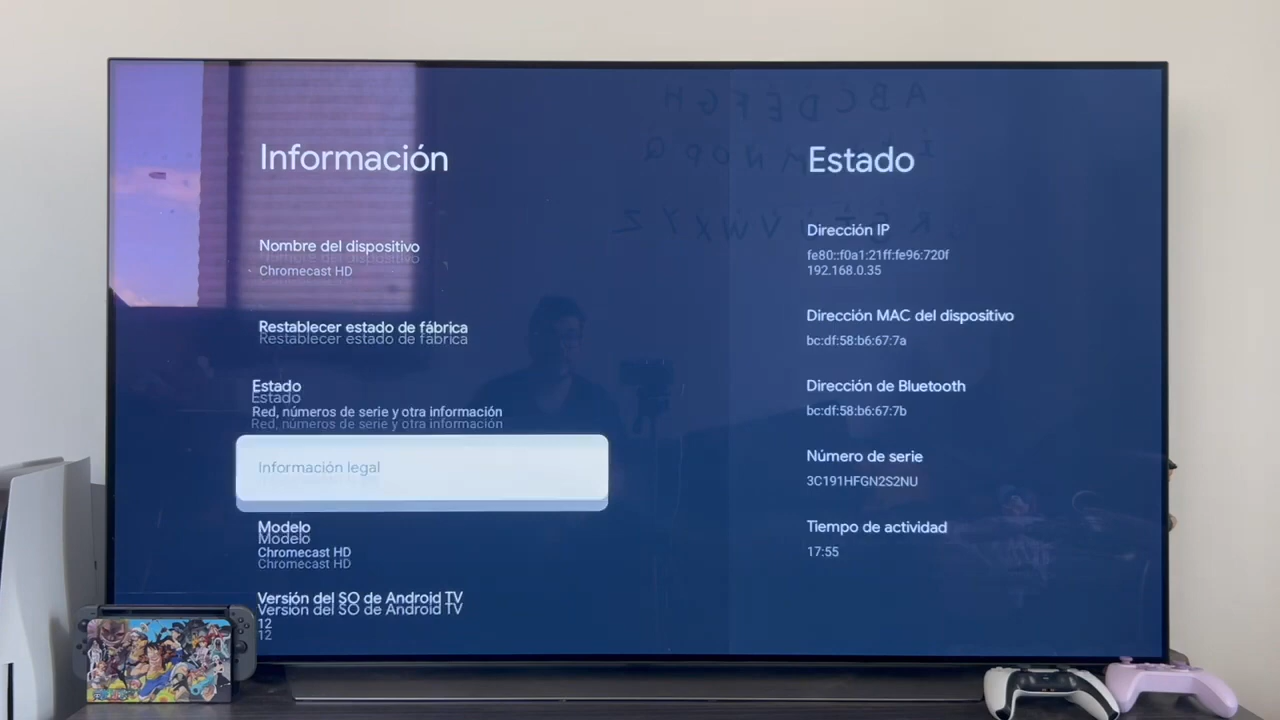 Información
Nombre del dispositivo
Chromecast HD
Restablecer estado de fábrica
Estado
Red, números de serie y otra información
Información legal
Modelo
Chromecast HD
Versión del SO de Android TV
12
Estado
Dirección IP
fe80::f0a1:21ff:fe96:720f
192.168.0.35
Dirección MAC del dispositivo
bc:df:58:b6:67:7a
Dirección de Bluetooth
bc:df:58:b6:67:7b
Número de serie
3C191HFGN2S2NU
Tiempo de actividad
17:55